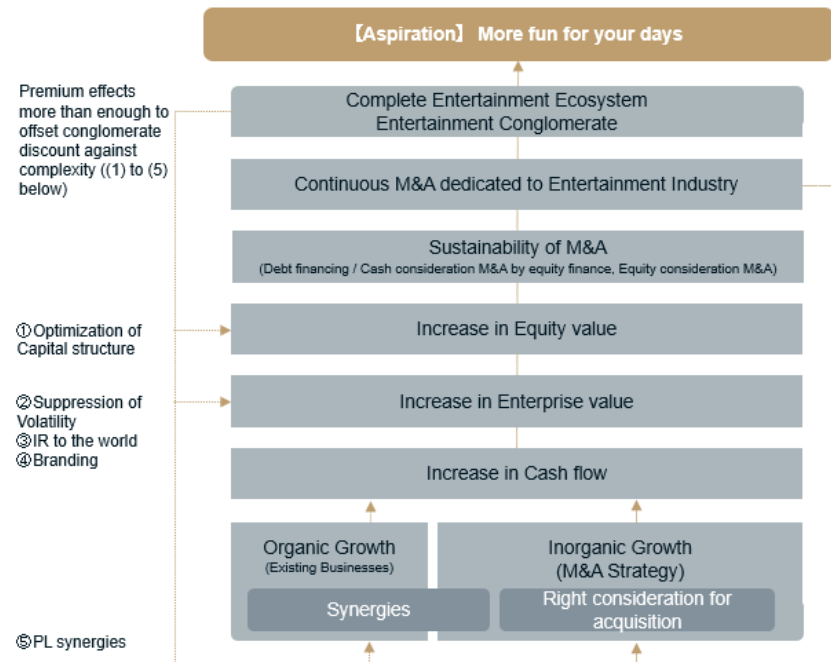 【Aspiration】 More fun for your days
Premium effects
more than enough to
offset conglomerate
discount against
complexity ((1) to (5)
below)
Complete Entertainment Ecosystem
Entertainment Conglomerate
Continuous M&A dedicated to Entertainment Industry
Sustainability of M&A
(Debt financing / Cash consideration M&A by equity finance, Equity consideration M&A)
①Optimization of
Capital structure
Increase in Equity value
②Suppression of
Volatility
③IR to the world
④Branding
Increase in Enterprise value
Increase in Cash flow
Organic Growth
(Existing Businesses)
Inorganic Growth
(M&A Strategy)
Synergies
Right consideration for
acquisition
⑤PL synergies